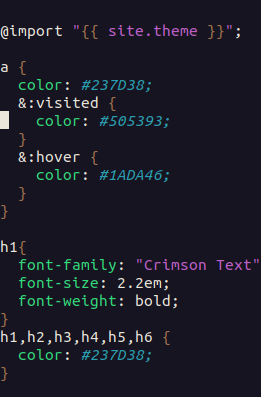 @import "{{ site.theme }}";
a {
  color: #237D38;
  &:visited {
    color: #505393;
  }
  &:hover {
    color: #1ADA46;
  }
}
h1{
  font-family: "Crimson Text"
  font-size: 2.2em;
  font-weight: bold;
}
h1,h2,h3,h4,h5,h6 {
  color: #237D38;
}